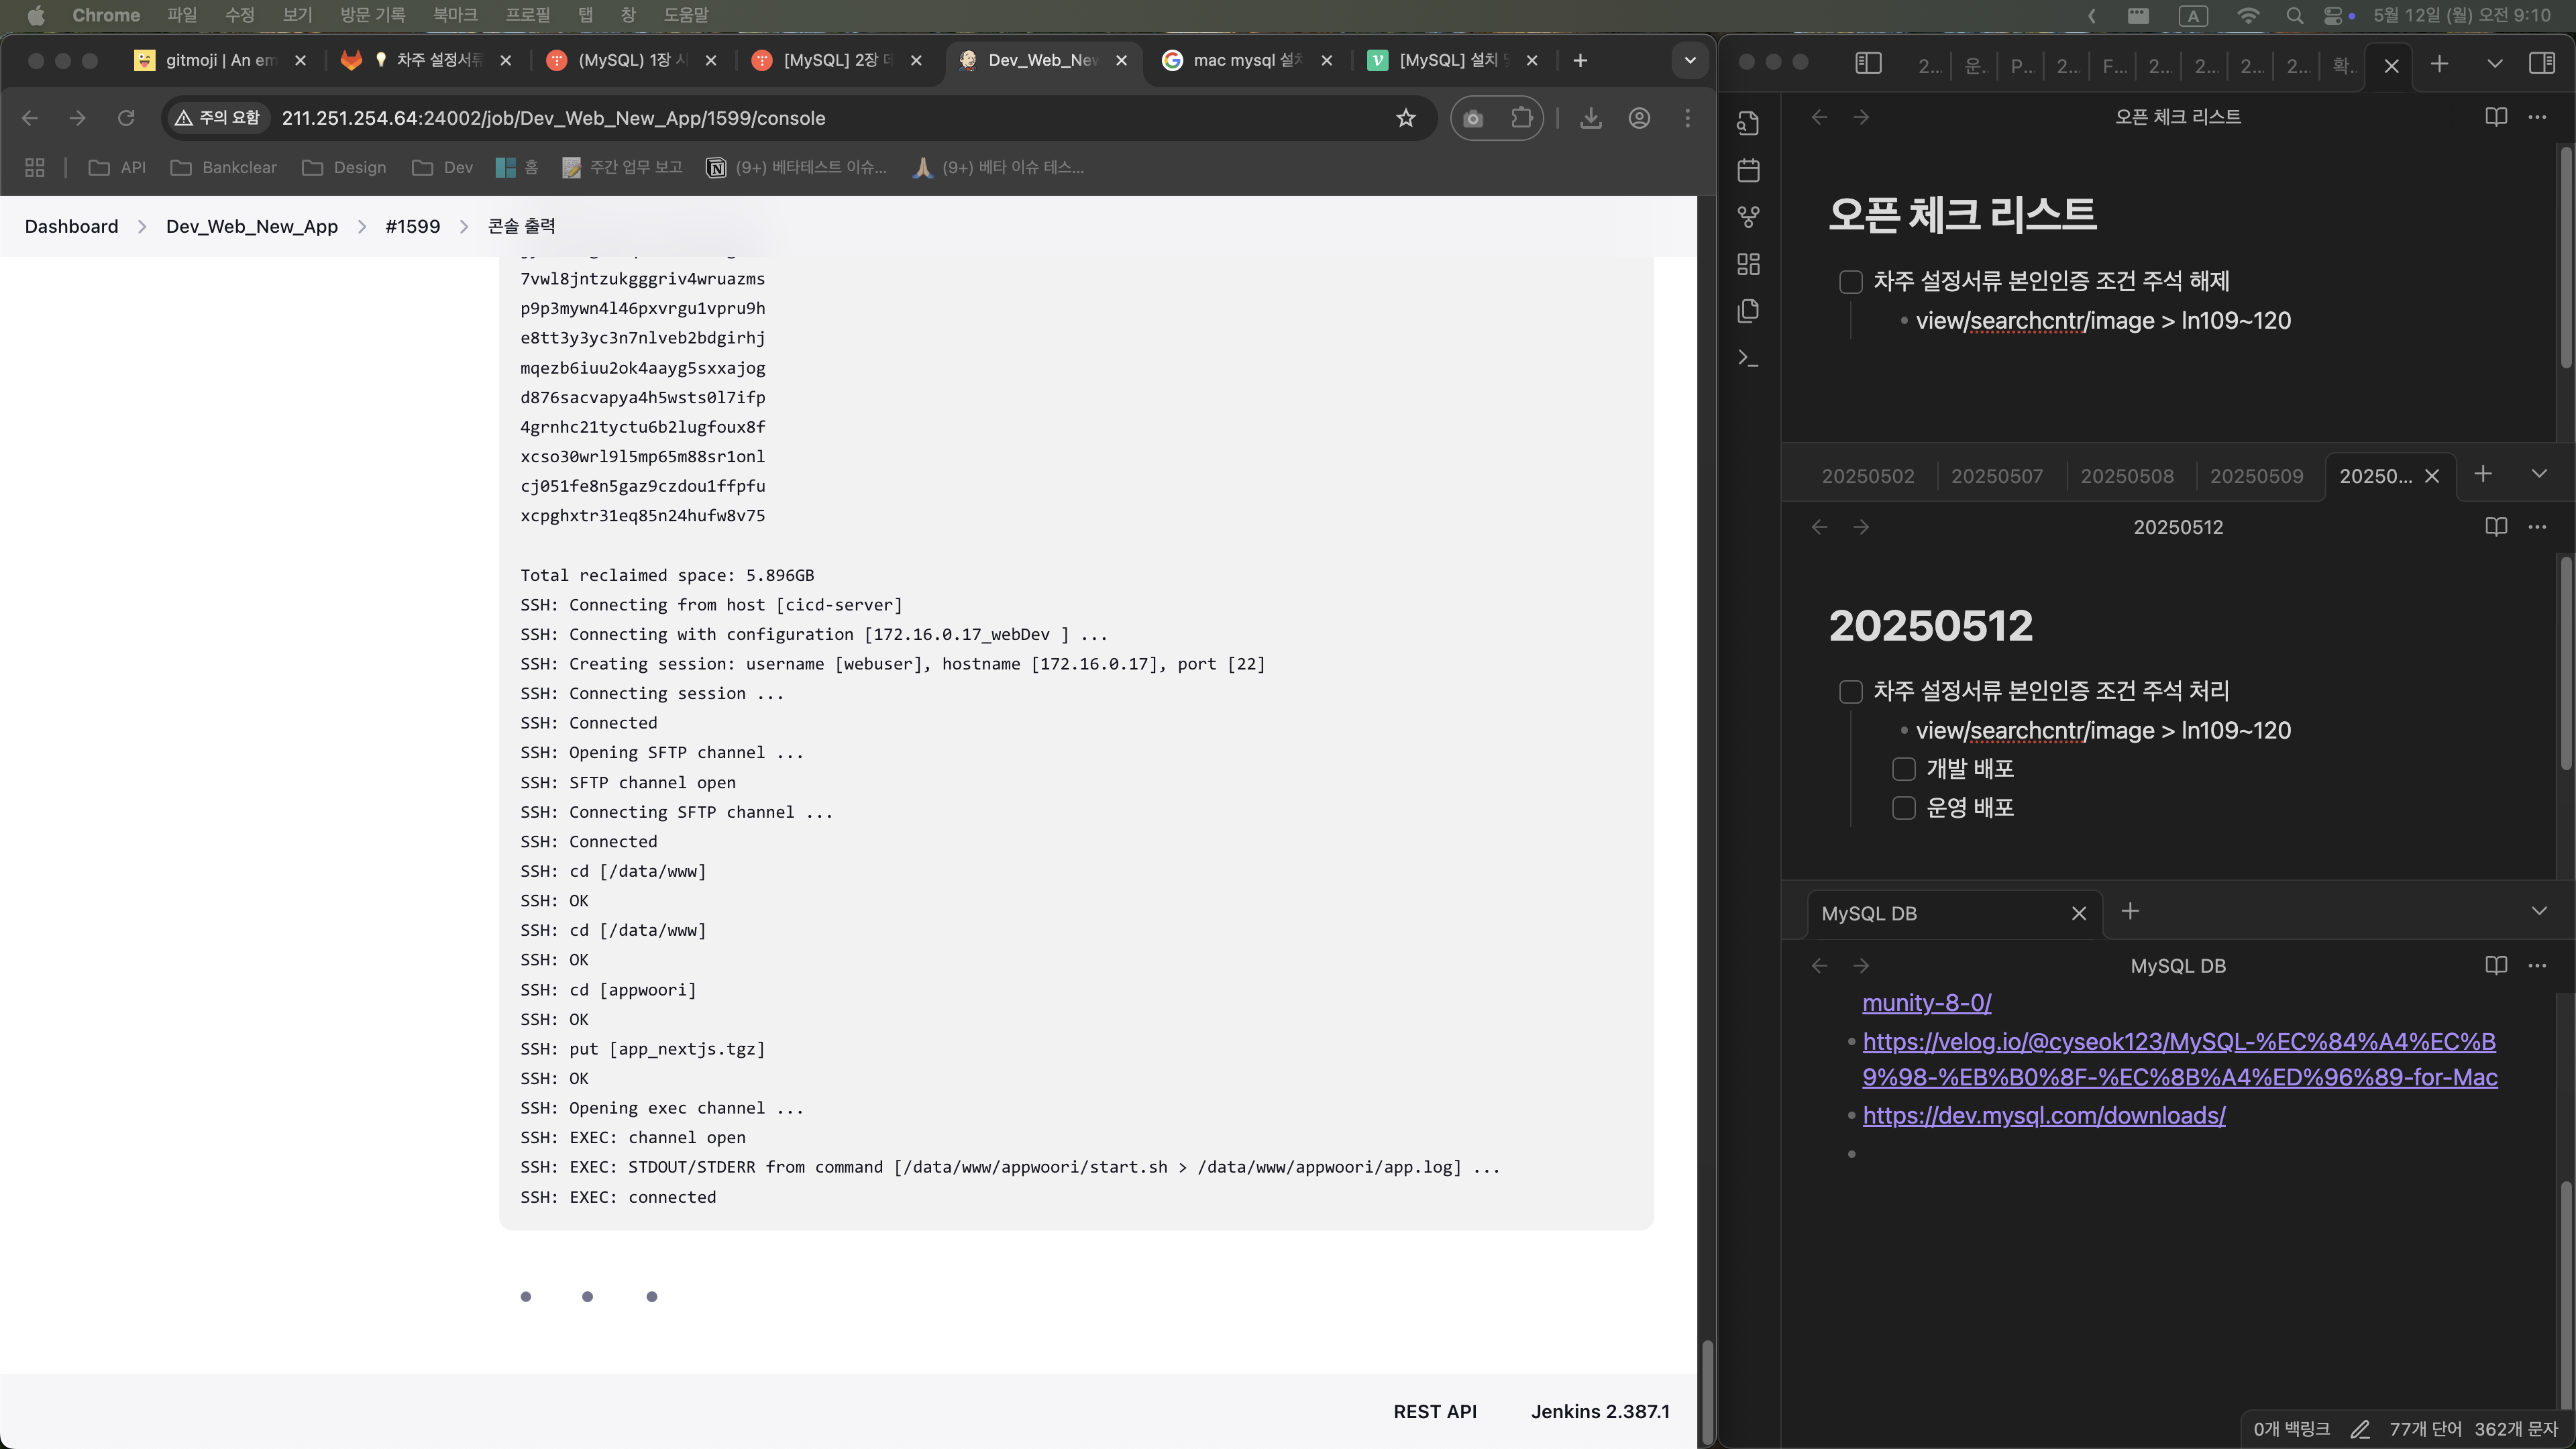 Chrome 파일 수정 보기 방문 기록 북마크 프로필 탭 창 도움말 A 5월 12일 (월) 오전 9:10
gitmoji | An em 차주 설정서류 (MySQL) 1장 [MySQL] 2장 Dev_Web_New mac mysql 설치 [MySQL] 설치
주의 요함 211.251.254.64:24002/job/Dev_Web_New_App/1599/console
API Bankclear Design Dev 홈 주간 업무 보고 (9+) 베타테스트 이슈... (9+) 베타 이슈 테스...
Dashboard Dev_Web_New_App #1599 콘솔 출력
7vwl8jntzukgggriv4wruazms
p9p3mywn4l46pxvrgu1vpru9h
e8tt3y3yc3n7nlveb2bdgirhj
mqezb6iuu2ok4aayg5sxxajog
d876sacvapya4h5wsts0l7ifp
4grnhc21tyctu6b2lugfoux8f
xcso30wrl9l5mp65m88sr1onl
cj051fe8n5gaz9czdou1ffpfu
xcpghxtr31eq85n24hufw8v75
Total reclaimed space: 5.896GB
SSH: Connecting from host [cicd-server]
SSH: Connecting with configuration [172.16.0.17_webDev ] ...
SSH: Creating session: username [webuser], hostname [172.16.0.17], port [22]
SSH: Connecting session ...
SSH: Connected
SSH: Opening SFTP channel ...
SSH: SFTP channel open
SSH: Connecting SFTP channel ...
SSH: Connected
SSH: cd [/data/www]
SSH: OK
SSH: cd [/data/www]
SSH: OK
SSH: cd [appwoori]
SSH: OK
SSH: put [app_nextjs.tgz]
SSH: OK
SSH: Opening exec channel ...
SSH: EXEC: channel open
SSH: EXEC: STDOUT/STDERR from command [/data/www/appwoori/start.sh > /data/www/appwoori/app.log] ...
SSH: EXEC: connected
REST API Jenkins 2.387.1
2... 운. P... 2... F... 2... 2... 2... 2... 확.
오픈 체크 리스트
오픈 체크 리스트
차주 설정서류 본인인증 조건 주석 해제
view/searchcntr/image > ln109~120
20250502 20250507 20250508 20250509 20250...
20250512
20250512
차주 설정서류 본인인증 조건 주석 처리
view/searchcntr/image > ln109~120
개발 배포
운영 배포
MySQL DB
MySQL DB
munity-8-0/
https://velog.io/@cyseok123/MySQL-%EC%84%A4%EC%B
9%98-%EB%B0%8F-%EC%8B%A4%ED%96%89-for-Mac
https://dev.mysql.com/downloads/
0개 백링크 77개 단어 362개 문자